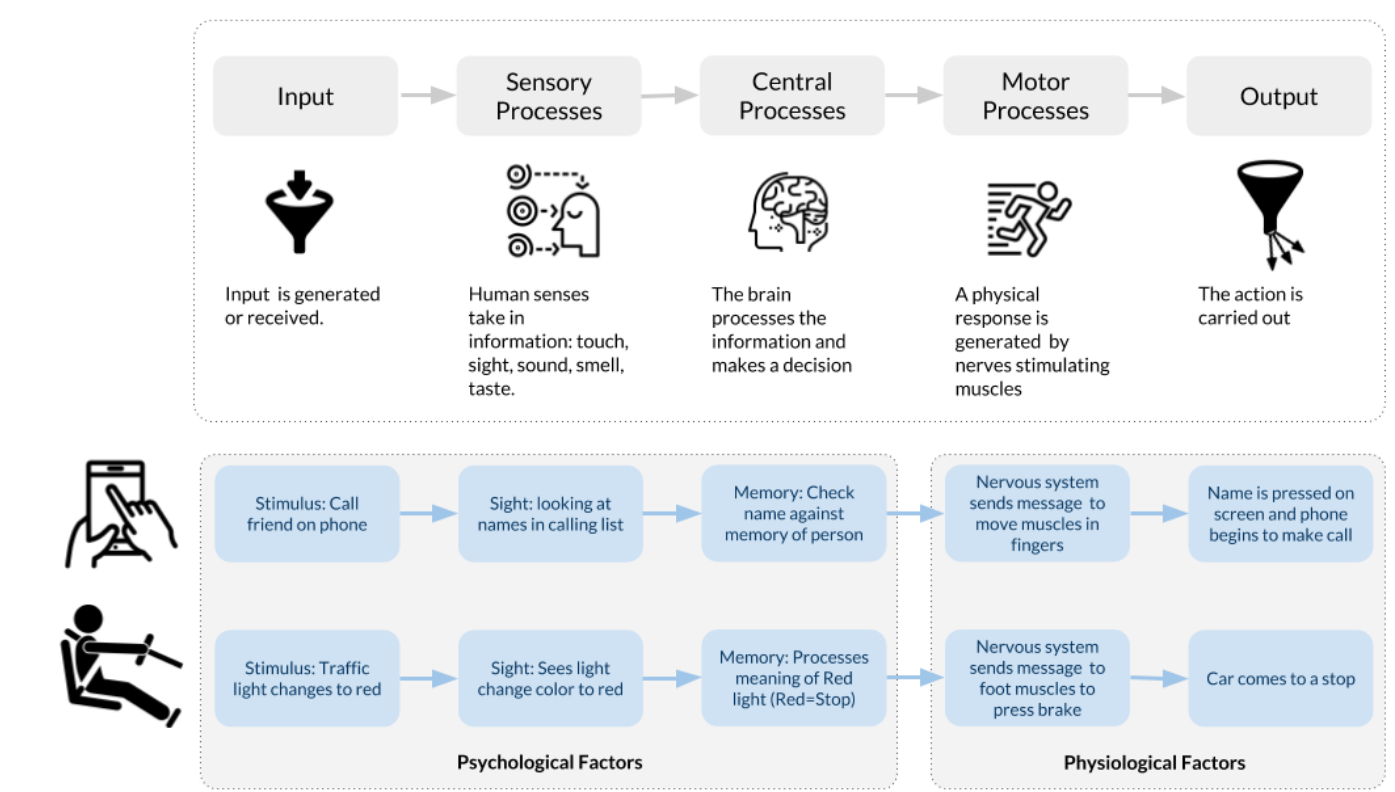 Input
Sensory
Processes
Central
Processes
Motor
Processes
Output
Input is generated
or received.
Human senses
take in
information: touch,
sight, sound, smell,
taste.
The brain
processes the
information and
makes a decision
A physical
response is
generated by
nerves stimulating
muscles
The action is
carried out
Stimulus: Call
friend on phone
Sight: looking at
names in calling list
Memory: Check
name against
memory of person
Nervous system
sends message to
move muscles in
fingers
Name is pressed on
screen and phone
begins to make call
Stimulus: Traffic
light changes to red
Sight: Sees light
change color to red
Memory: Processes
meaning of Red
light (Red=Stop)
Nervous system
sends message to
foot muscles to
press brake
Car comes to a stop
Psychological Factors
Physiological Factors